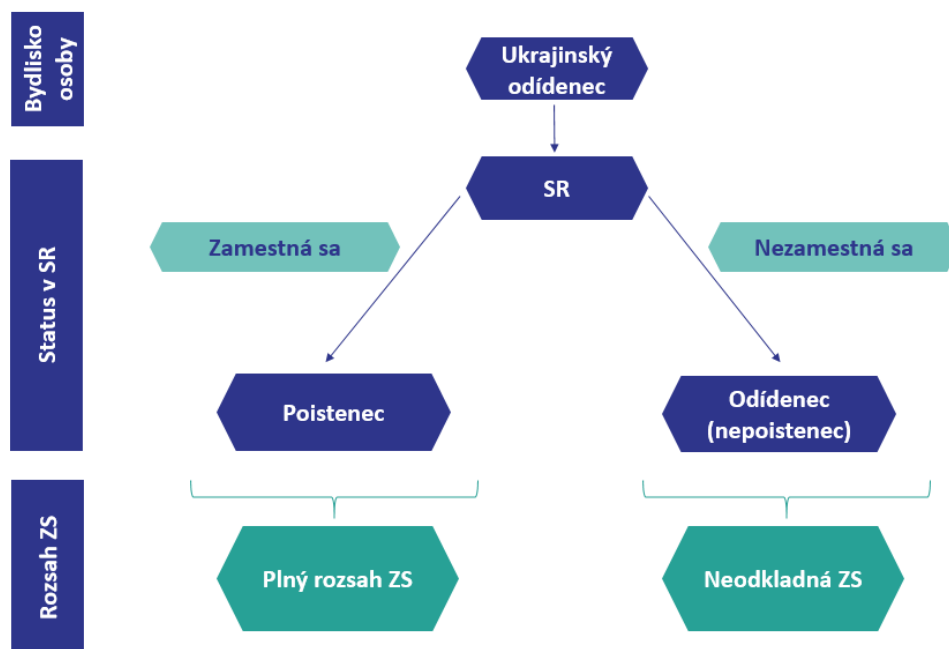 Bydlisko
osoby
Ukrajinský
odídenec
Status v SR
SR
Zamestná sa
Nezamestná sa
Poistenec
Odídenec
(nepoistenec)
Rozsah ZS
Plný rozsah ZS
Neodkladná ZS